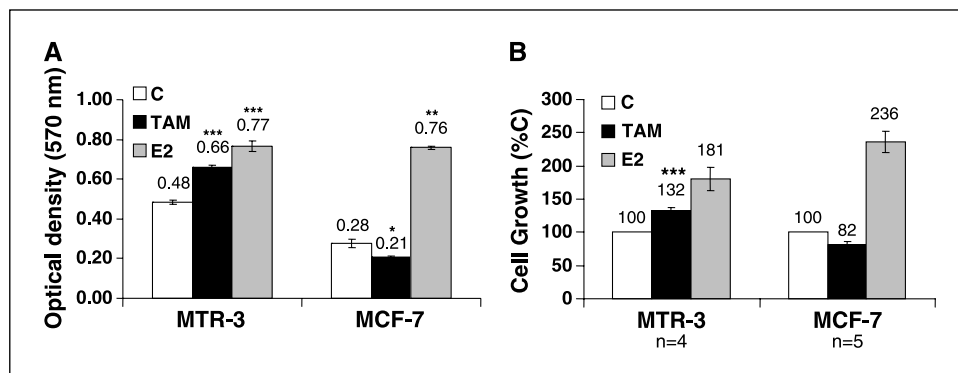 A
Optical density (570 nm)
1.00
0.80
0.60
0.40
0.20
0.00
C
TAM
E2
0.48
***
0.66
***
0.77
0.28
*
0.21
**
0.76
MTR-3
MCF-7
B
Cell Growth (%C)
300
250
200
150
100
50
0
C
TAM
E2
100
***
132
181
100
82
236
MTR-3
n=4
MCF-7
n=5